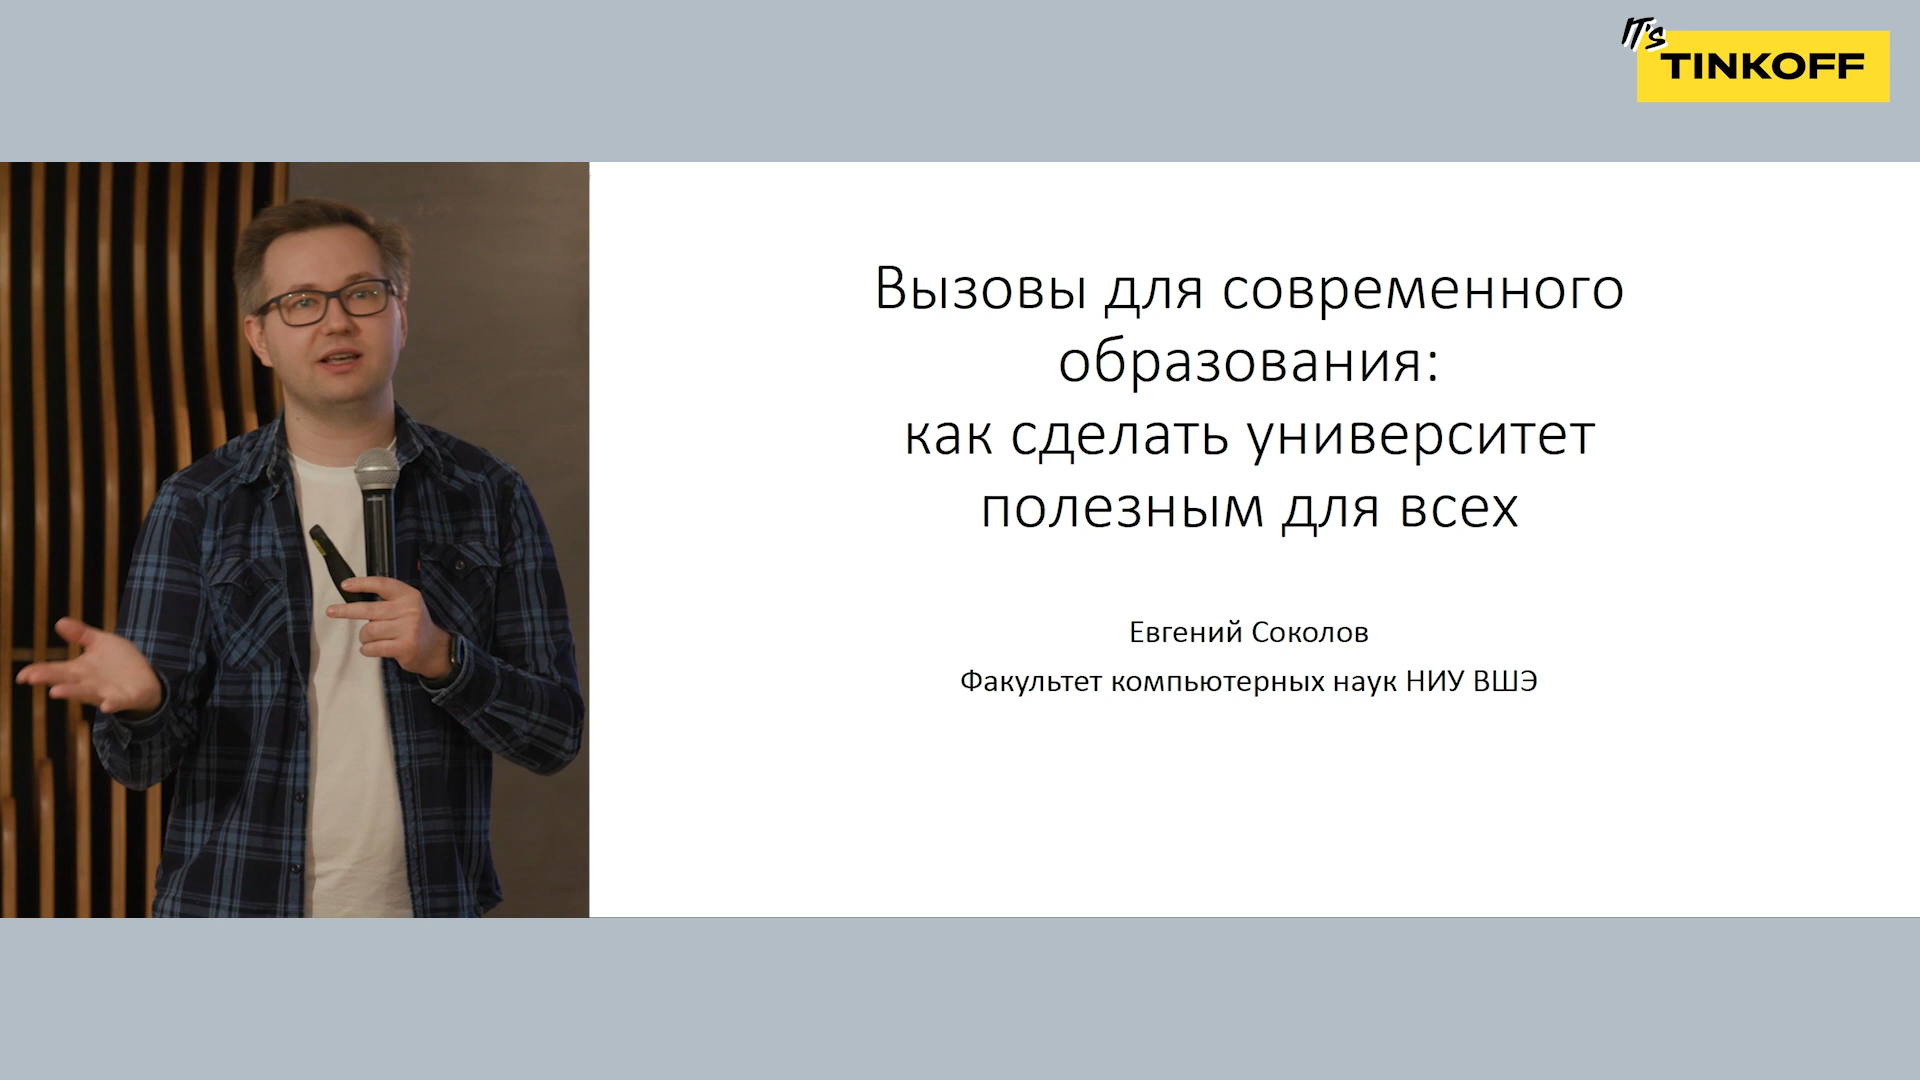 IT's
TINKOFF
Вызовы для современного
образования:
как сделать университет
полезным для всех
Евгений Соколов
Факультет компьютерных наук НИУ ВШЭ